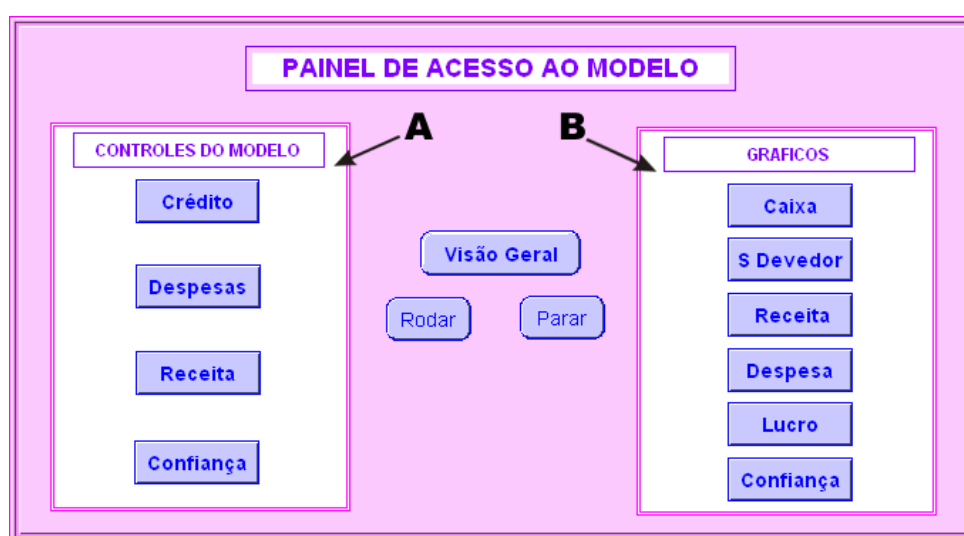 PAINEL DE ACESSO AO MODELO
A
B
CONTROLES DO MODELO
Crédito
Despesas
Receita
Confiança
Visão Geral
Rodar
Parar
GRAFICOS
Caixa
S Devedor
Receita
Despesa
Lucro
Confiança